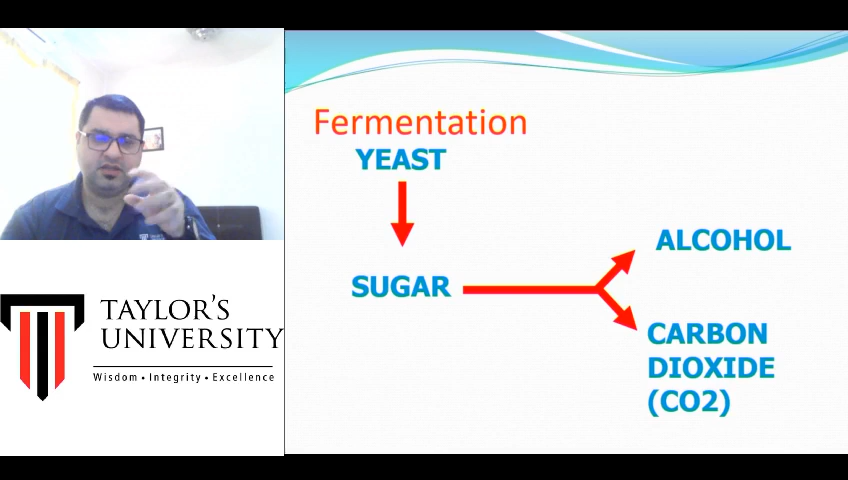 Fermentation
YEAST
SUGAR
ALCOHOL
CARBON
DIOXIDE
(CO2)
TAYLOR'S
UNIVERSITY
Wisdom • Integrity • Excellence